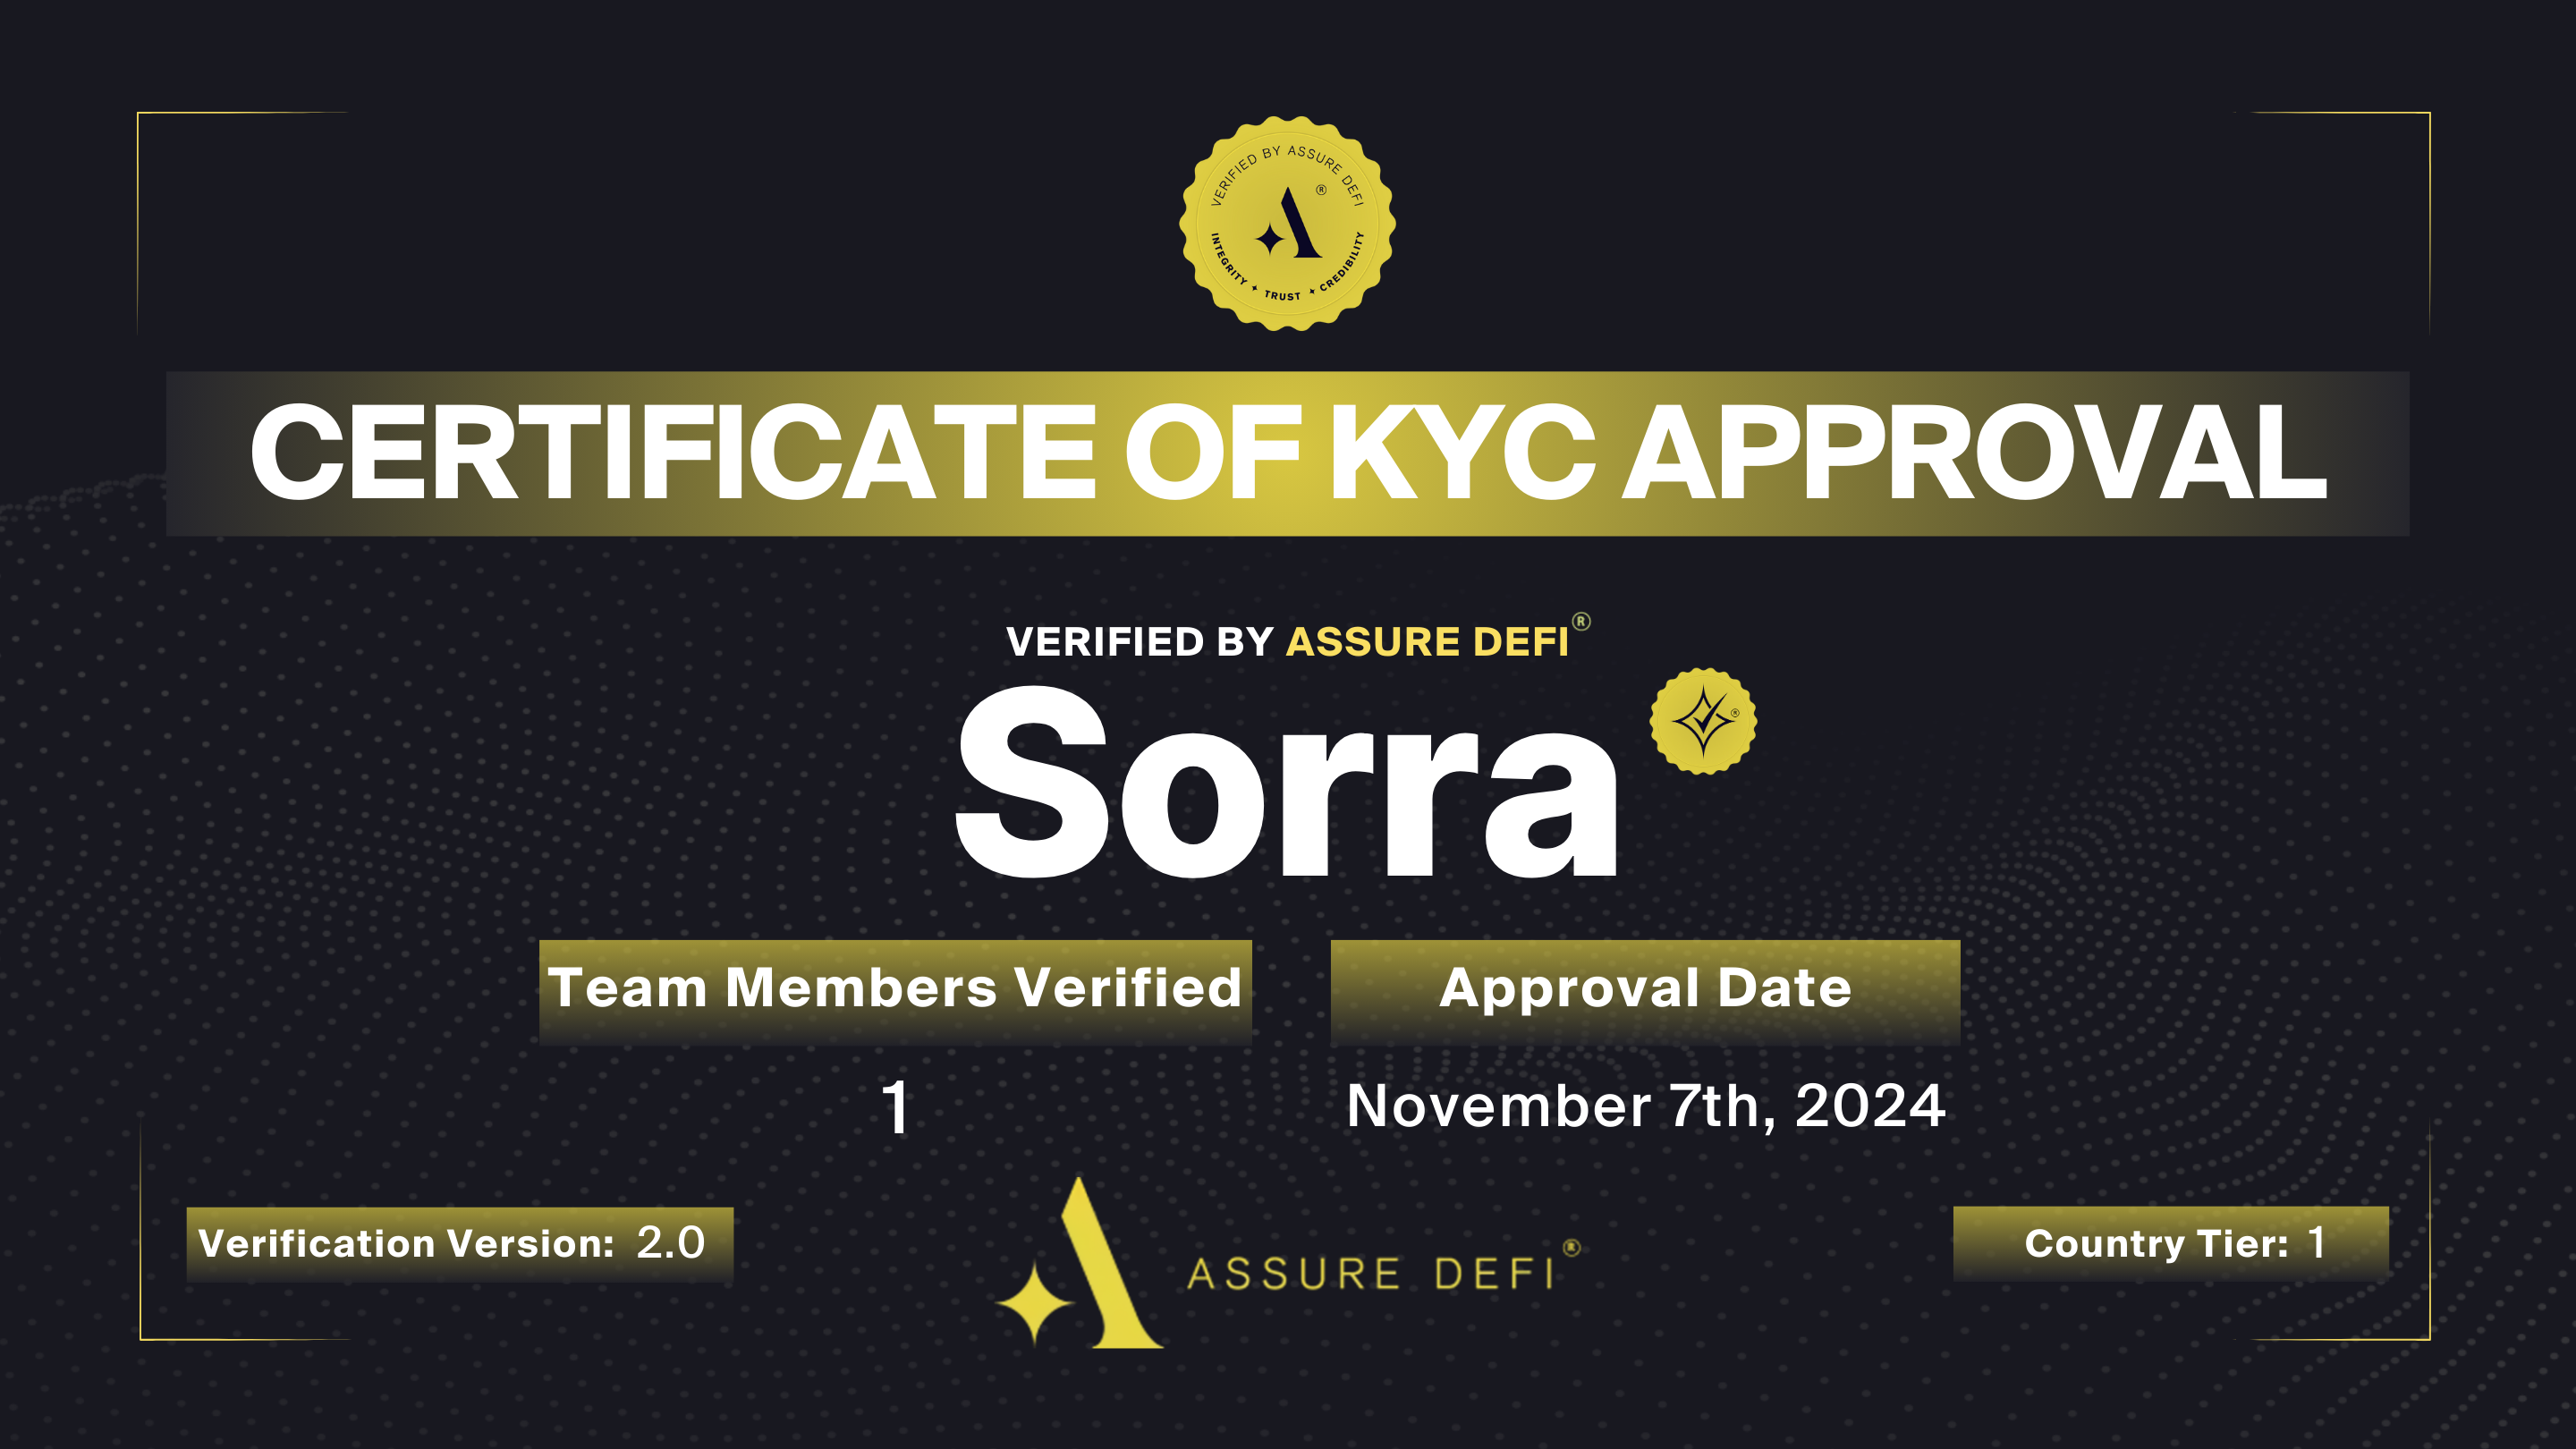 VERIFIED BY ASSURE DEFI
A ®
INTEGRITY ✦ TRUST ✦ CREDIBILITY
CERTIFICATE OF KYC APPROVAL
VERIFIED BY ASSURE DEFI®
Sorra
®
Team Members Verified
1
Approval Date
November 7th, 2024
Verification Version: 2.0
ASSURE DEFI®
Country Tier: 1